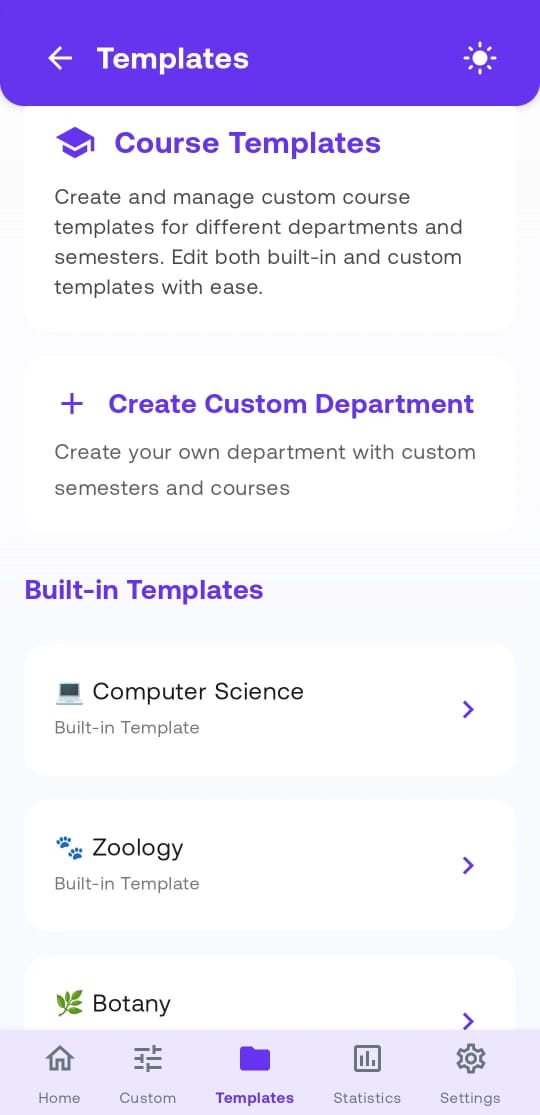 Templates
Course Templates
Create and manage custom course
templates for different departments and
semesters. Edit both built-in and custom
templates with ease.
Create Custom Department
Create your own department with custom
semesters and courses
Built-in Templates
Computer Science
Built-in Template
Zoology
Built-in Template
Botany
Home
Custom
Templates
Statistics
Settings